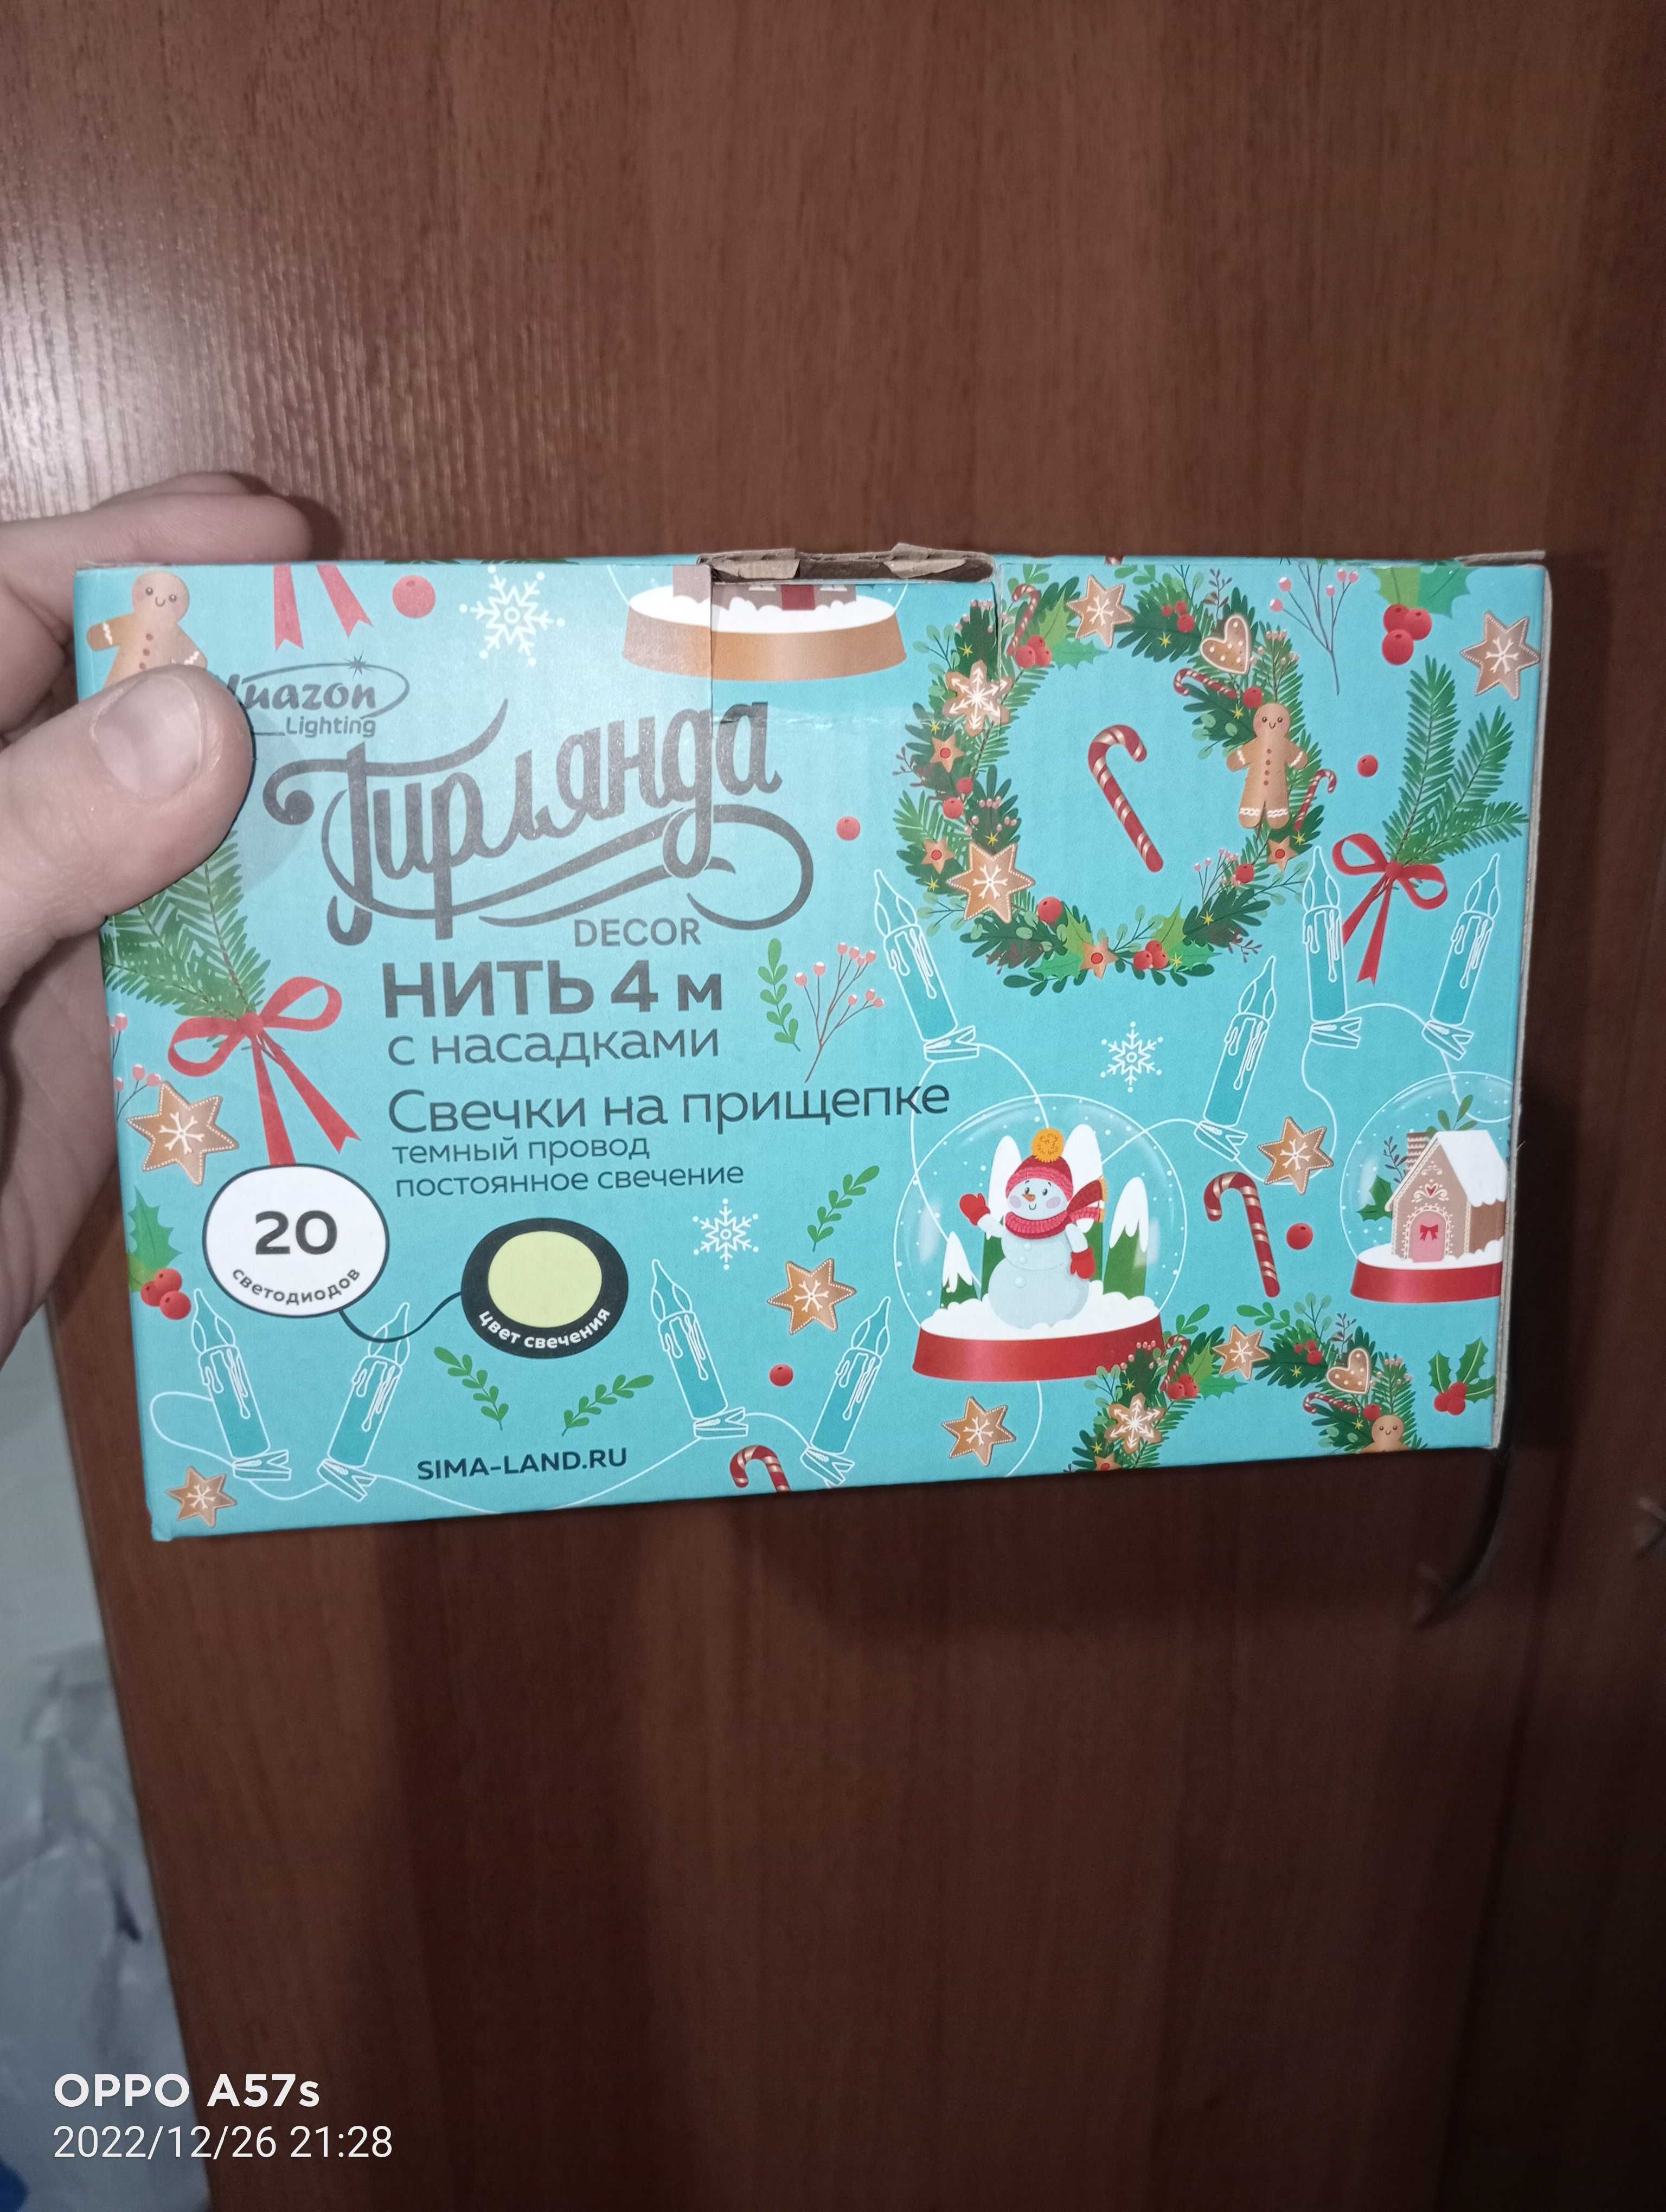 Lighting
Гирлянда
DECOR
НИТЬ 4 м
с насадками
Свечки на прищепке
темный провод
постоянное свечение
20
светодиодов
цвет свечения
SIMA-LAND.RU
OPPO A57s
2022/12/26 21:28